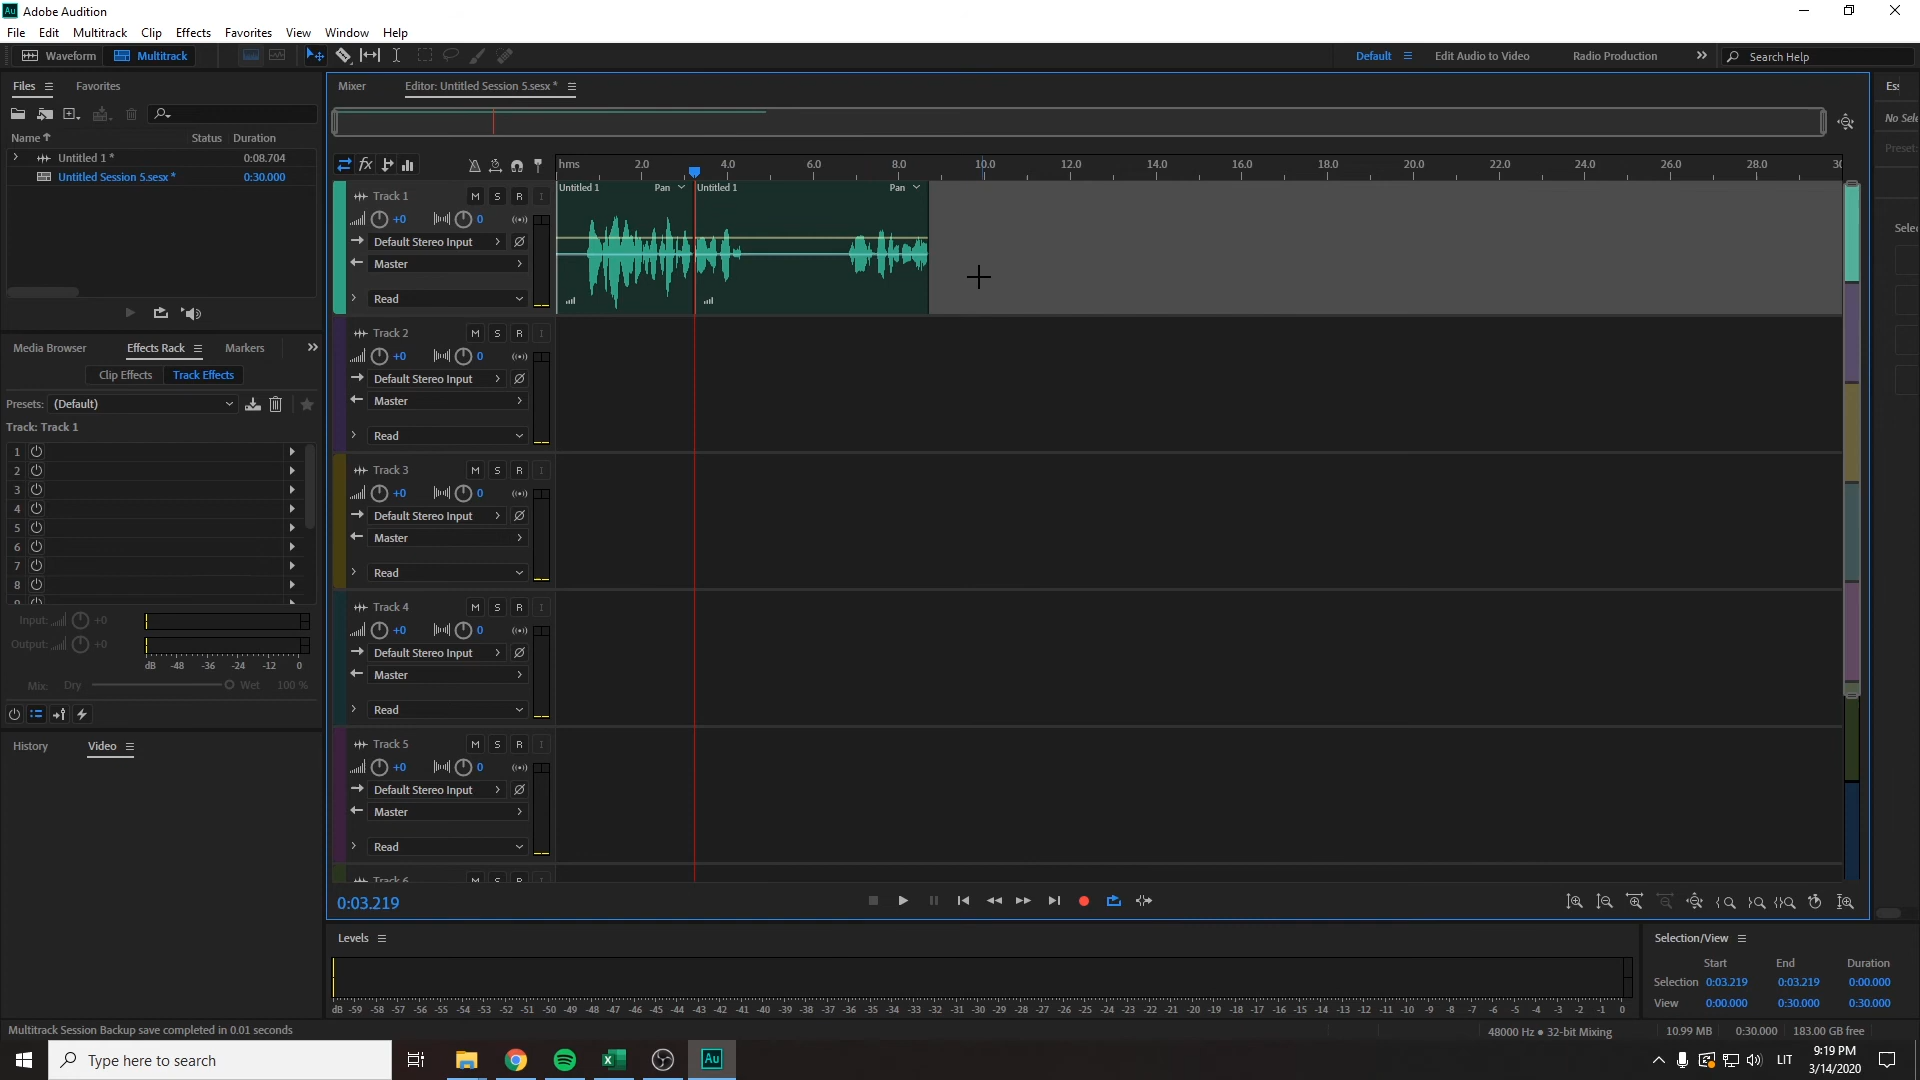 Adobe Audition
File Edit Multitrack Clip Effects Favorites View Window Help
Waveform Multitrack Default Edit Audio to Video Radio Production Search Help
Files Favorites
Mixer Editor: Untitled Session 5.sesx *
Name Status Duration
Untitled 1 * 0:08.704
Untitled Session 5.sesx * 0:30.000
hms 2.0 4.0 6.0 8.0 10.0 12.0 14.0 16.0 18.0 20.0 22.0 24.0 26.0 28.0 30
Untitled 1 Pan Untitled 1 Pan
Track 1 M S R I
+0 0
Default Stereo Input
Master
Read
Track 2 M S R I
+0 0
Default Stereo Input
Master
Read
Track 3 M S R I
+0 0
Default Stereo Input
Master
Read
Track 4 M S R I
+0 0
Default Stereo Input
Master
Read
Track 5 M S R I
+0 0
Default Stereo Input
Master
Read
Track 6 M S R
Media Browser Effects Rack Markers
Clip Effects Track Effects
Presets: (Default)
Track: Track 1
1
2
3
4
5
6
7
8
9
Input: +0
Output: +0
dB -48 -36 -24 -12 0
Mix: Dry Wet 100 %
History Video
Ess
No Sele
Preset:
Selec
0:03.219
Levels
dB -59 -58 -57 -56 -55 -54 -53 -52 -51 -50 -49 -48 -47 -46 -45 -44 -43 -42 -41 -40 -39 -38 -37 -36 -35 -34 -33 -32 -31 -30 -29 -28 -27 -26 -25 -24 -23 -22 -21 -20 -19 -18 -17 -16 -15 -14 -13 -12 -11 -10 -9 -8 -7 -6 -5 -4 -3 -2 -1 0
Selection/View
Start End Duration
Selection 0:03.219 0:03.219 0:00.000
View 0:00.000 0:30.000 0:30.000
Multitrack Session Backup save completed in 0.01 seconds
48000 Hz ● 32-bit Mixing 10.99 MB 0:30.000 183.00 GB free
Type here to search
Au
LIT
9:19 PM
3/14/2020